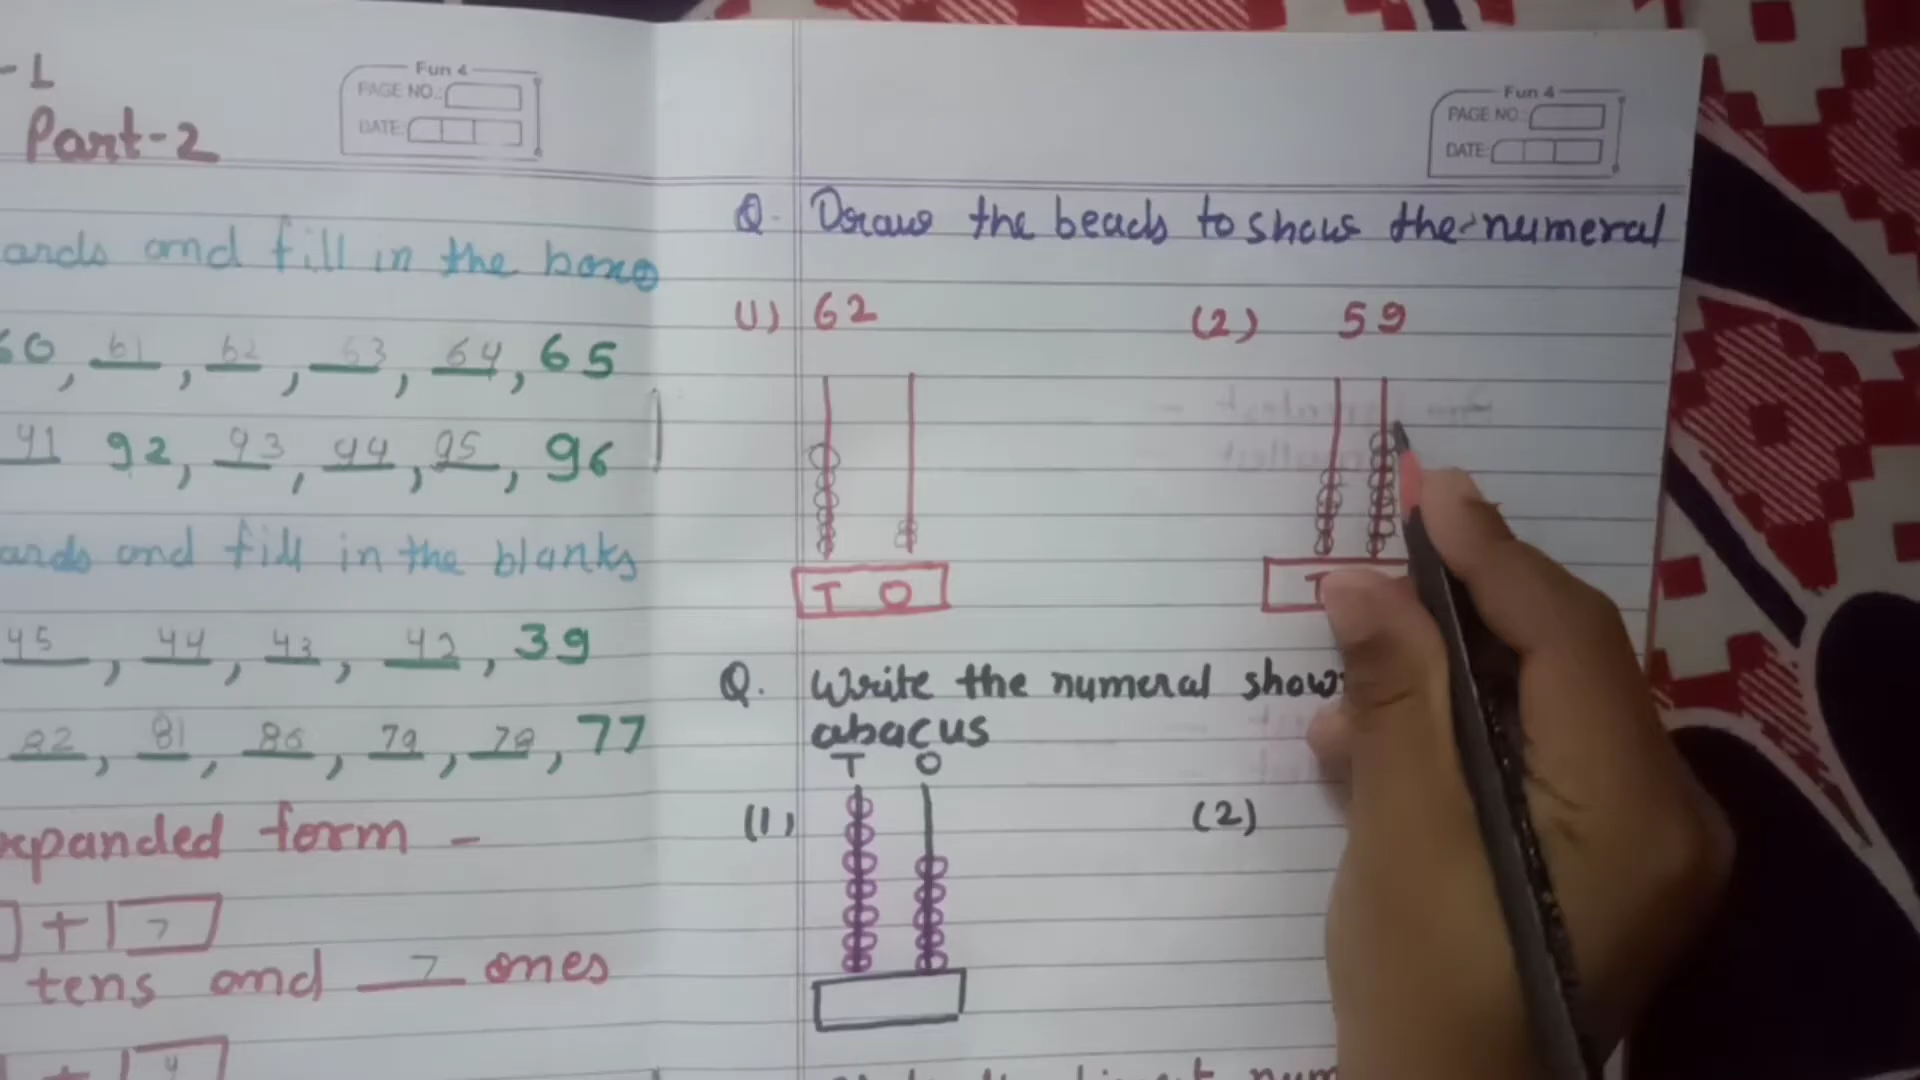 -1
Fun 4
PAGE NO.:
DATE:
Part-2
ards and fill in the boxes
60, 61, 62, 63, 64, 65
91 92, 93, 94, 95, 96
ards and fill in the blanks
45, 44, 43, 42, 39
82, 81, 80, 79, 78, 77
xpanded form -
+ 7
tens and 7 ones
+ 4
Fun 4
PAGE NO.:
DATE:
Q. Draw the beads to show the numeral
(1) 62 (2) 59
T O T
Q. Write the numeral show
abacus
T O
(1) (2)